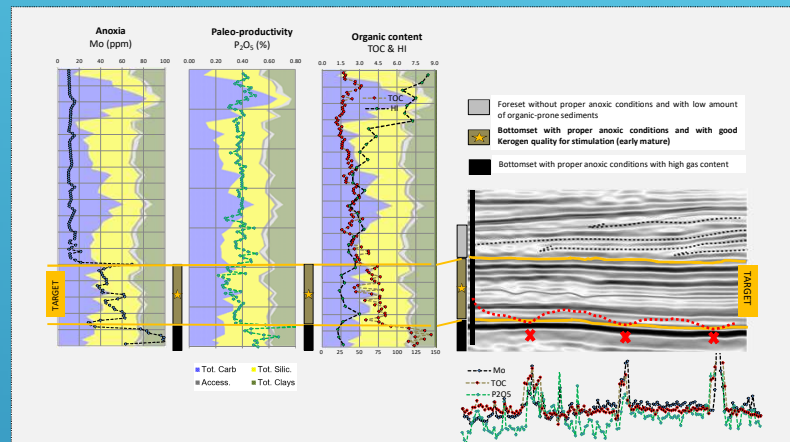 Anoxia
Mo (ppm)
0 20 40 60 80 100
Paleo-productivity
P2O5 (%)
0.00 0.20 0.40 0.60 0.80
Organic content
TOC & HI
0.0 1.5 3.0 4.5 6.0 7.5 9.0
TOC
HI
0 25 50 75 100 125 150
TARGET
Tot. Carb
Tot. Silic.
Access.
Tot. Clays
Foreset without proper anoxic conditions and with low amount
of organic-prone sediments
Bottomset with proper anoxic conditions and with good
Kerogen quality for stimulation (early mature)
Bottomset with proper anoxic conditions with high gas content
TARGET
Mo
TOC
P2O5